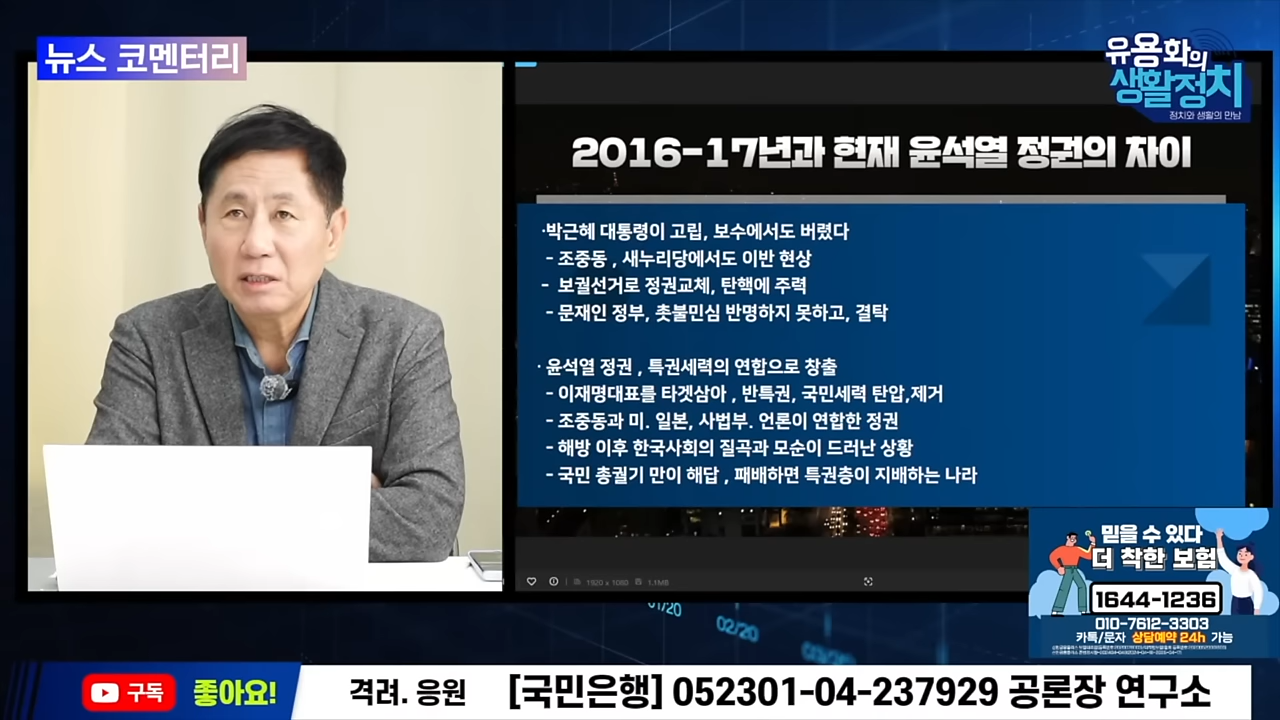 뉴스 코멘터리
유용화의
생활정치
정치와 생활의 만남
2016-17년과 현재 윤석열 정권의 차이
·박근혜 대통령이 고립, 보수에서도 버렸다
- 조중동 , 새누리당에서도 이반 현상
- 보궐선거로 정권교체, 탄핵에 주력
- 문재인 정부, 촛불민심 반명하지 못하고, 결탁
· 윤석열 정권 , 특권세력의 연합으로 창출
- 이재명대표를 타겟삼아 , 반특권, 국민세력 탄압,제거
- 조중동과 미. 일본, 사법부. 언론이 연합한 정권
- 해방 이후 한국사회의 질곡과 모순이 드러난 상황
- 국민 총궐기 만이 해답 , 패배하면 특권층이 지배하는 나라
1920 x 1080 1.1MB
믿을 수 있다
더 착한 보험
1644-1236
010-7612-3303
카톡/문자 상담예약 24h 가능
01/20
02/20
구독 좋아요! 격려. 응원 [국민은행] 052301-04-237929 공론장 연구소